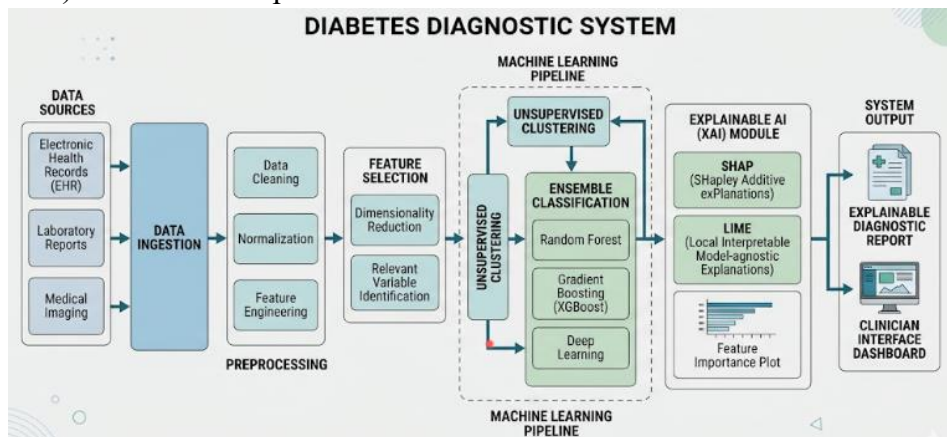 DIABETES DIAGNOSTIC SYSTEM
DATA
SOURCES
Electronic
Health
Records
(EHR)
Laboratory
Reports
Medical
Imaging
DATA
INGESTION
Data
Cleaning
Normalization
Feature
Engineering
PREPROCESSING
FEATURE
SELECTION
Dimensionality
Reduction
Relevant
Variable
Identification
MACHINE LEARNING
PIPELINE
UNSUPERVISED
CLUSTERING
UNSUPERVISED
CLUSTERING
ENSEMBLE
CLASSIFICATION
Random Forest
Gradient
Boosting
(XGBoost)
Deep
Learning
MACHINE LEARNING
PIPELINE
EXPLAINABLE AI
(XAI) MODULE
SHAP
(SHapley Additive
exPlanations)
LIME
(Local Interpretable
Model-agnostic
Explanations)
Feature
Importance Plot
SYSTEM
OUTPUT
EXPLAINABLE
DIAGNOSTIC
REPORT
CLINICIAN
INTERFACE
DASHBOARD